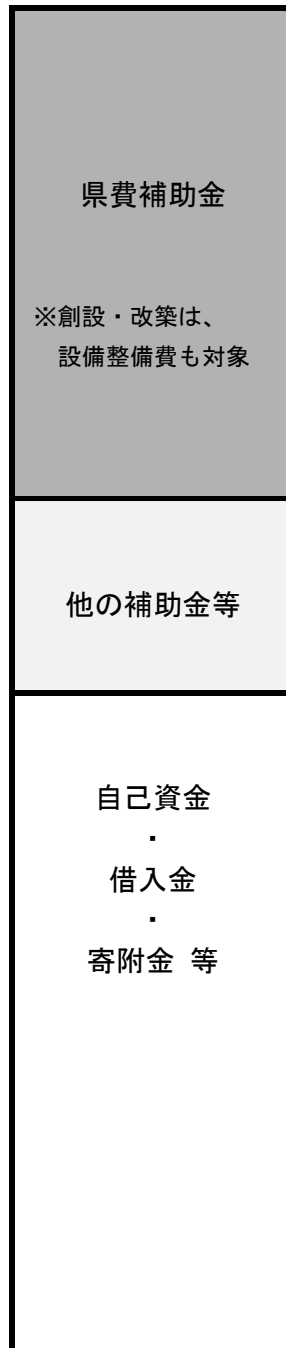 県費補助金
※創設・改築は、
設備整備費も対象
他の補助金等
自己資金
・
借入金
・
寄附金 等